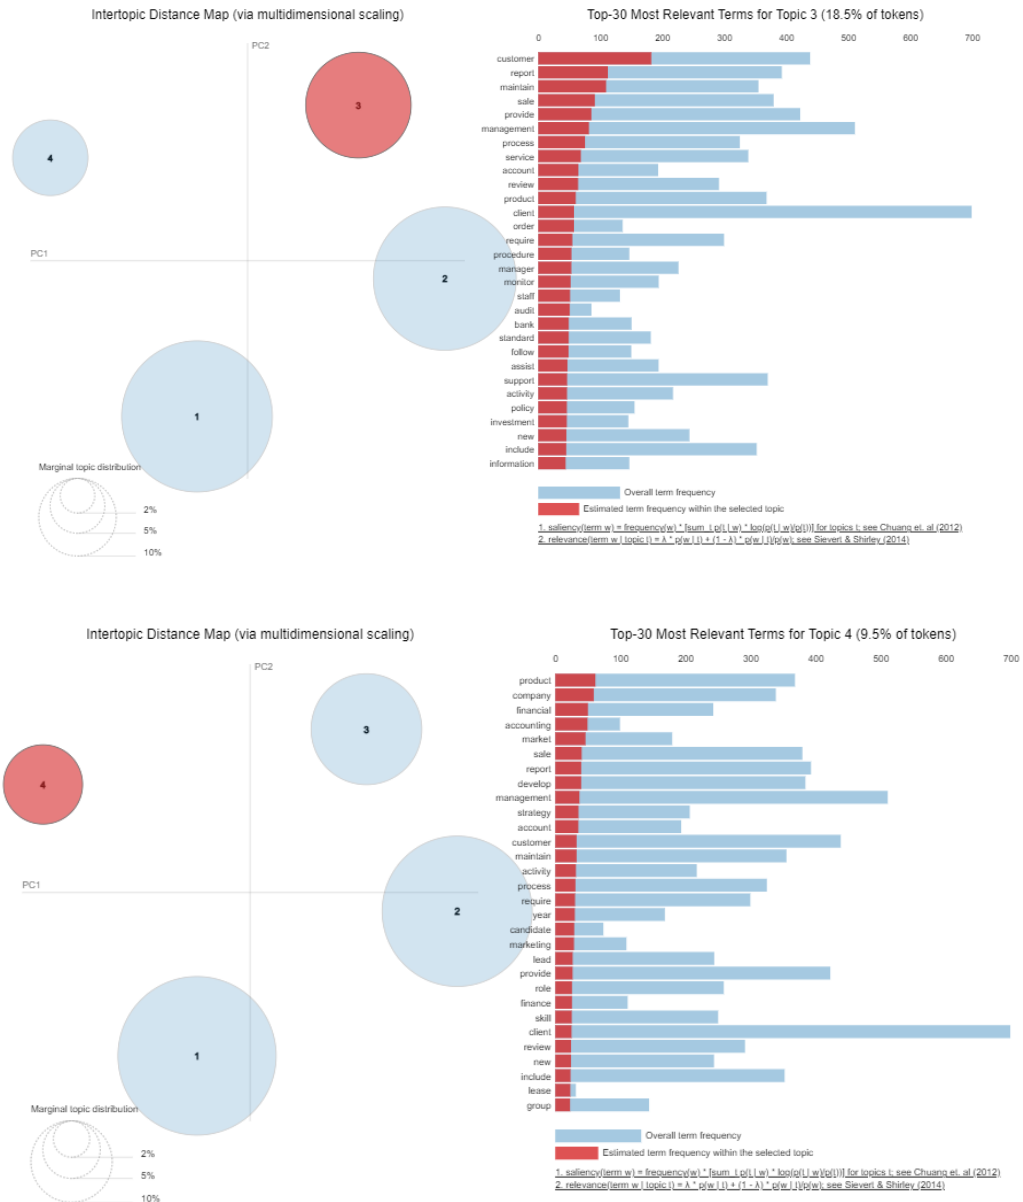 Intertopic Distance Map (via multidimensional scaling)
PC2
PC1
3
4
2
1
Marginal topic distribution
2%
5%
10%
Top-30 Most Relevant Terms for Topic 3 (18.5% of tokens)
0 100 200 300 400 500 600 700
customer
report
maintain
sale
provide
management
process
service
account
review
product
client
order
require
procedure
manager
monitor
staff
audit
bank
standard
follow
assist
support
activity
policy
investment
new
include
information
Overall term frequency
Estimated term frequency within the selected topic
1. saliency(term w) = frequency(w) * [sum_t p(t | w) * log(p(t | w)/p(t))] for topics t; see Chuang et. al (2012)
2. relevance(term w | topic t) = λ * p(w | t) + (1 - λ) * p(w | t)/p(w); see Sievert & Shirley (2014)
Intertopic Distance Map (via multidimensional scaling)
PC2
PC1
3
4
2
1
Marginal topic distribution
2%
5%
10%
Top-30 Most Relevant Terms for Topic 4 (9.5% of tokens)
0 100 200 300 400 500 600 700
product
company
financial
accounting
market
sale
report
develop
management
strategy
account
customer
maintain
activity
process
require
year
candidate
marketing
lead
provide
role
finance
skill
client
review
new
include
lease
group
Overall term frequency
Estimated term frequency within the selected topic
1. saliency(term w) = frequency(w) * [sum_t p(t | w) * log(p(t | w)/p(t))] for topics t; see Chuang et. al (2012)
2. relevance(term w | topic t) = λ * p(w | t) + (1 - λ) * p(w | t)/p(w); see Sievert & Shirley (2014)